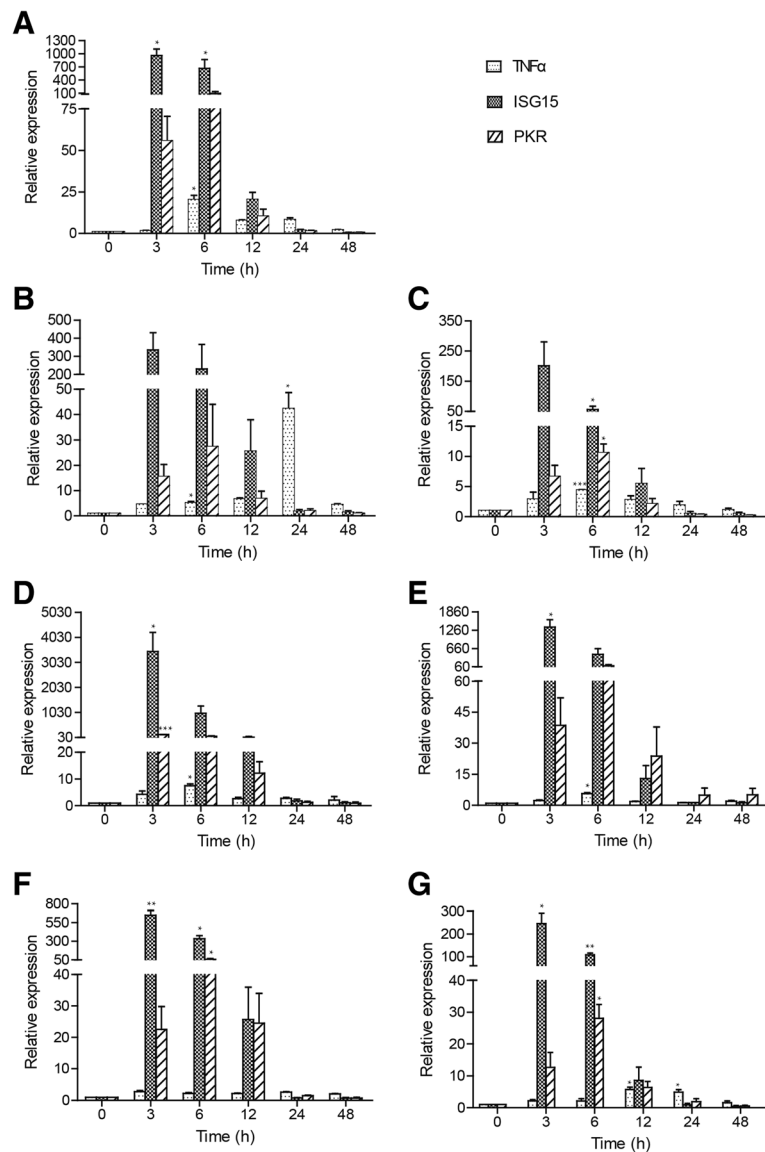 A
Relative expression
1300
1000
700
400
100
75
50
25
0
0 3 6 12 24 48
Time (h)
* * *
TNFα
ISG15
PKR
B
Relative expression
500
400
300
200
50
40
30
20
10
0
0 3 6 12 24 48
Time (h)
* *
C
Relative expression
350
250
150
50
15
10
5
0
0 3 6 12 24 48
Time (h)
*** * *
D
Relative expression
5030
4030
3030
2030
1030
30
20
10
0
0 3 6 12 24 48
Time (h)
* *** *
E
Relative expression
1860
1260
660
60
60
45
30
15
0
0 3 6 12 24 48
Time (h)
* *
F
Relative expression
800
550
300
50
40
30
20
10
0
0 3 6 12 24 48
Time (h)
** * *
G
Relative expression
300
200
100
40
30
20
10
0
0 3 6 12 24 48
Time (h)
* ** * * *